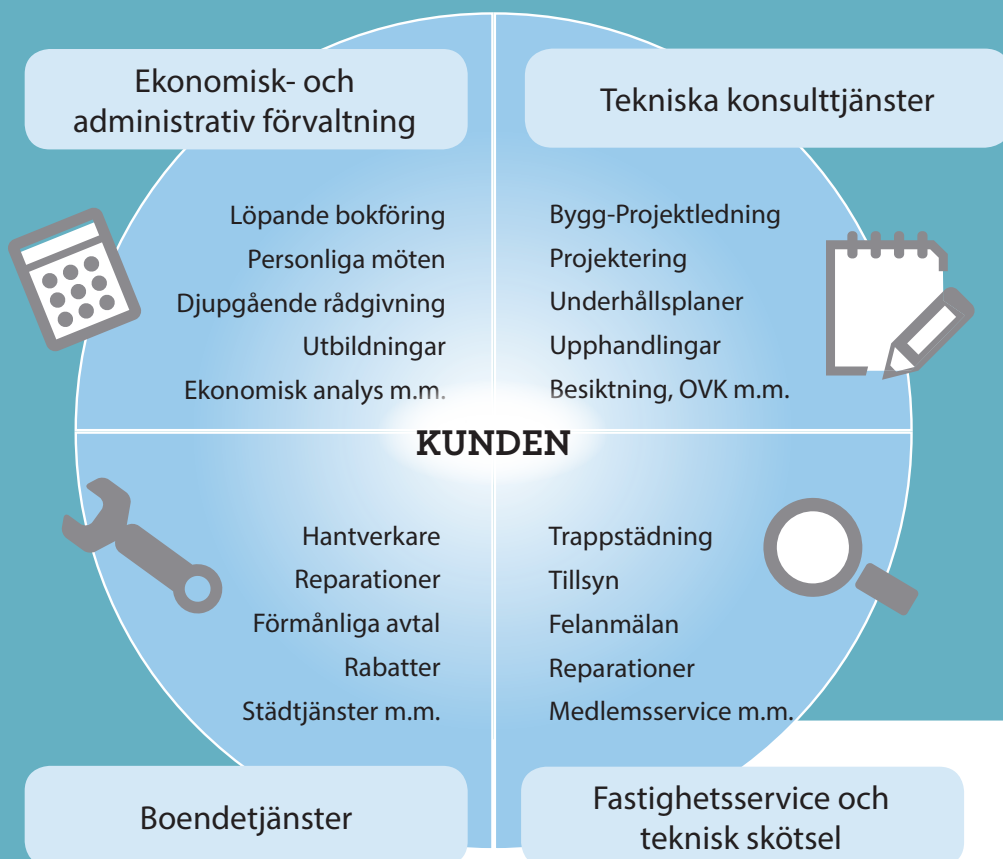 Ekonomisk- och
administrativ förvaltning
Löpande bokföring
Personliga möten
Djupgående rådgivning
Utbildningar
Ekonomisk analys m.m.
Tekniska konsulttjänster
Bygg-Projektledning
Projektering
Underhållsplaner
Upphandlingar
Besiktning, OVK m.m.
KUNDEN
Hantverkare
Reparationer
Förmånliga avtal
Rabatter
Städtjänster m.m.
Boendetjänster
Trappstädning
Tillsyn
Felanmälan
Reparationer
Medlemsservice m.m.
Fastighetsservice och
teknisk skötsel